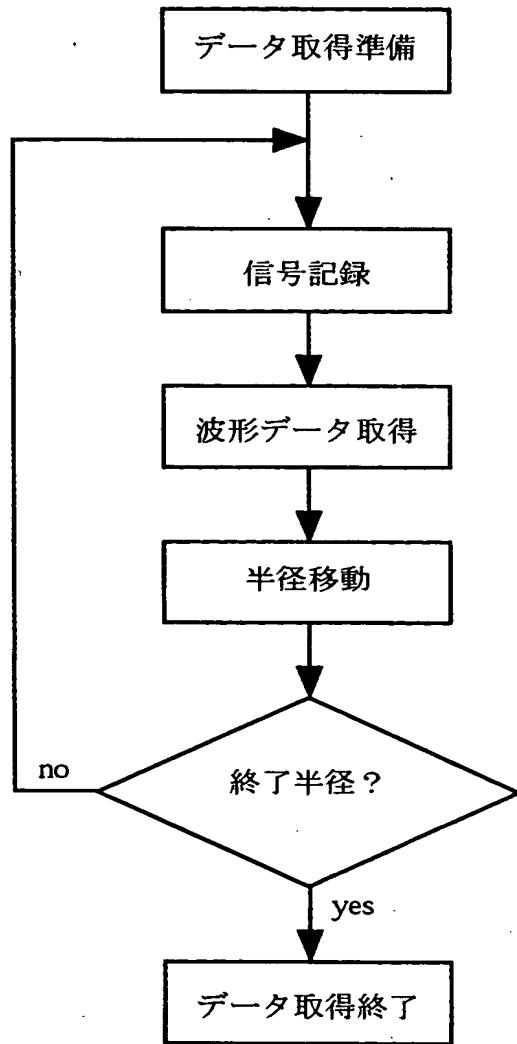 データ取得準備
信号記録
波形データ取得
半径移動
終了半径？
no
yes
データ取得終了